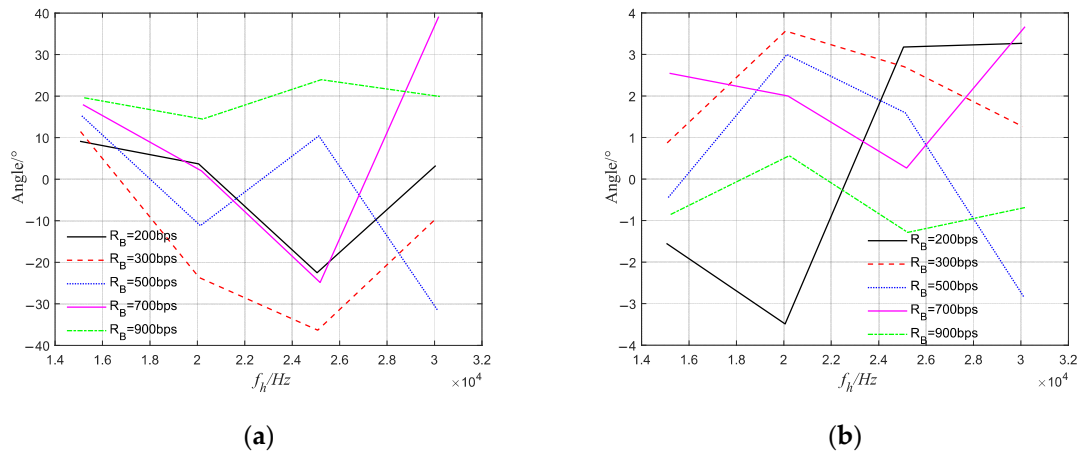 40
30
20
10
0
−10
−20
−30
−40
Angle/°
R_B=200bps
R_B=300bps
R_B=500bps
R_B=700bps
R_B=900bps
1.4 1.6 1.8 2 2.2 2.4 2.6 2.8 3 3.2
f_h/Hz
×10^4
(a)
4
3
2
1
0
−1
−2
−3
−4
Angle/°
R_B=200bps
R_B=300bps
R_B=500bps
R_B=700bps
R_B=900bps
1.4 1.6 1.8 2 2.2 2.4 2.6 2.8 3 3.2
f_h/Hz
×10^4
(b)